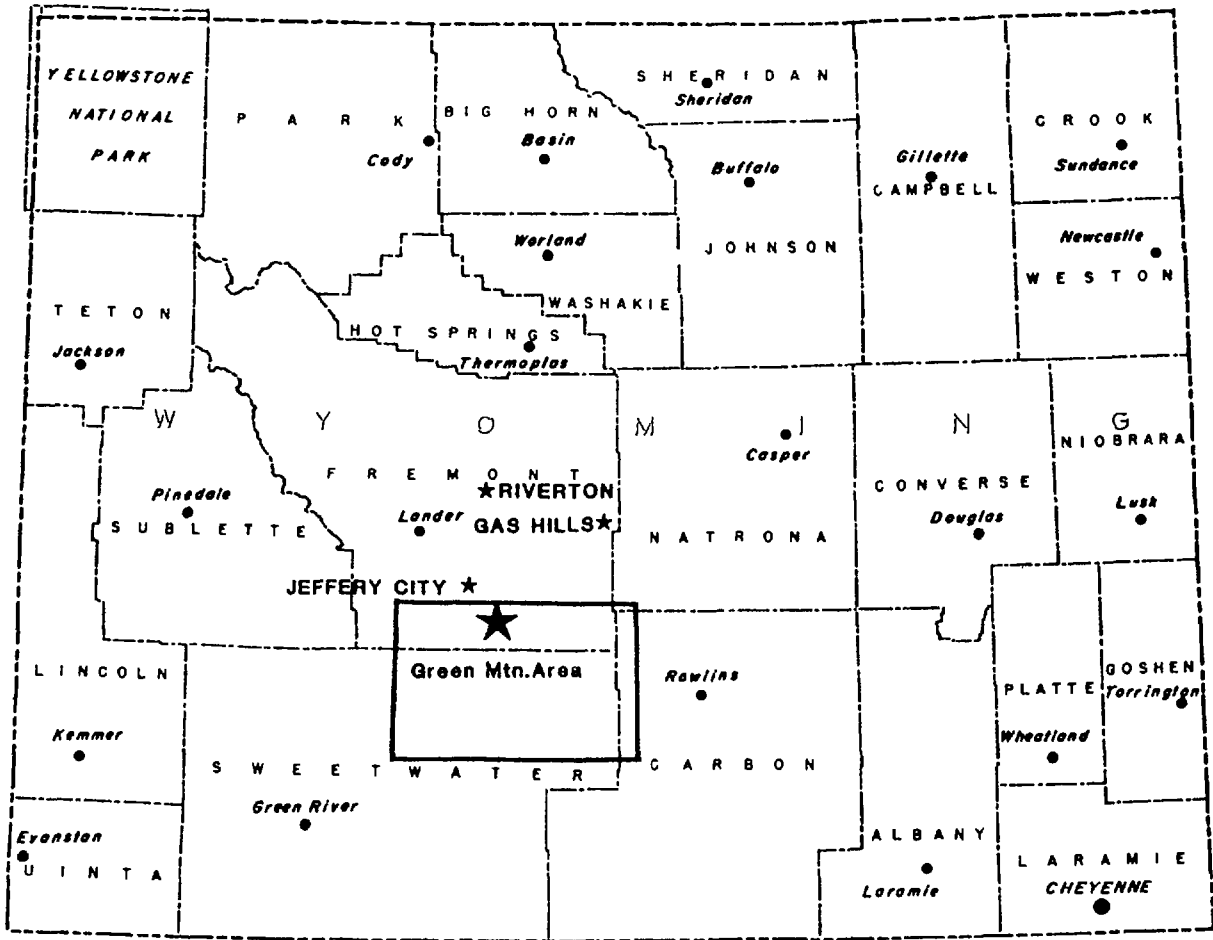 YELLOWSTONE
NATIONAL
PARK
PARK
Cody
BIG HORN
Basin
SHERIDAN
Sheridan
Buffalo
JOHNSON
Gillette
CAMPBELL
CROOK
Sundance
Newcastle
WESTON
TETON
Jackson
Worland
WASHAKIE
HOT SPRINGS
Thermoplas
WYOMING
FREMONT
RIVERTON
GAS HILLS
Lander
JEFFERY CITY
Pinedale
SUBLETTE
Casper
NATRONA
CONVERSE
Douglas
NIOBRARA
Lusk
Green Mtn. Area
LINCOLN
Kemmer
SWEETWATER
Green River
Rawlins
CARBON
PLATTE
Wheatland
GOSHEN
Torrington
Evanston
UINTA
ALBANY
Laramie
LARAMIE
CHEYENNE